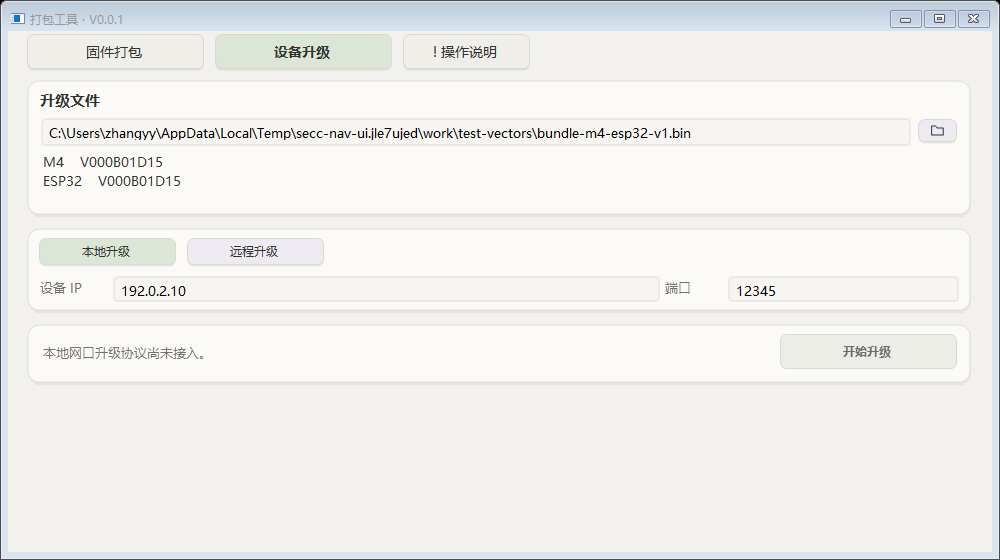 打包工具 · V0.0.1
固件打包 设备升级 ! 操作说明
升级文件
C:\Users\zhangyy\AppData\Local\Temp\secc-nav-ui.jle7ujed\work\test-vectors\bundle-m4-esp32-v1.bin
M4 V000B01D15
ESP32 V000B01D15
本地升级 远程升级
设备 IP 192.0.2.10 端口 12345
本地网口升级协议尚未接入。 开始升级